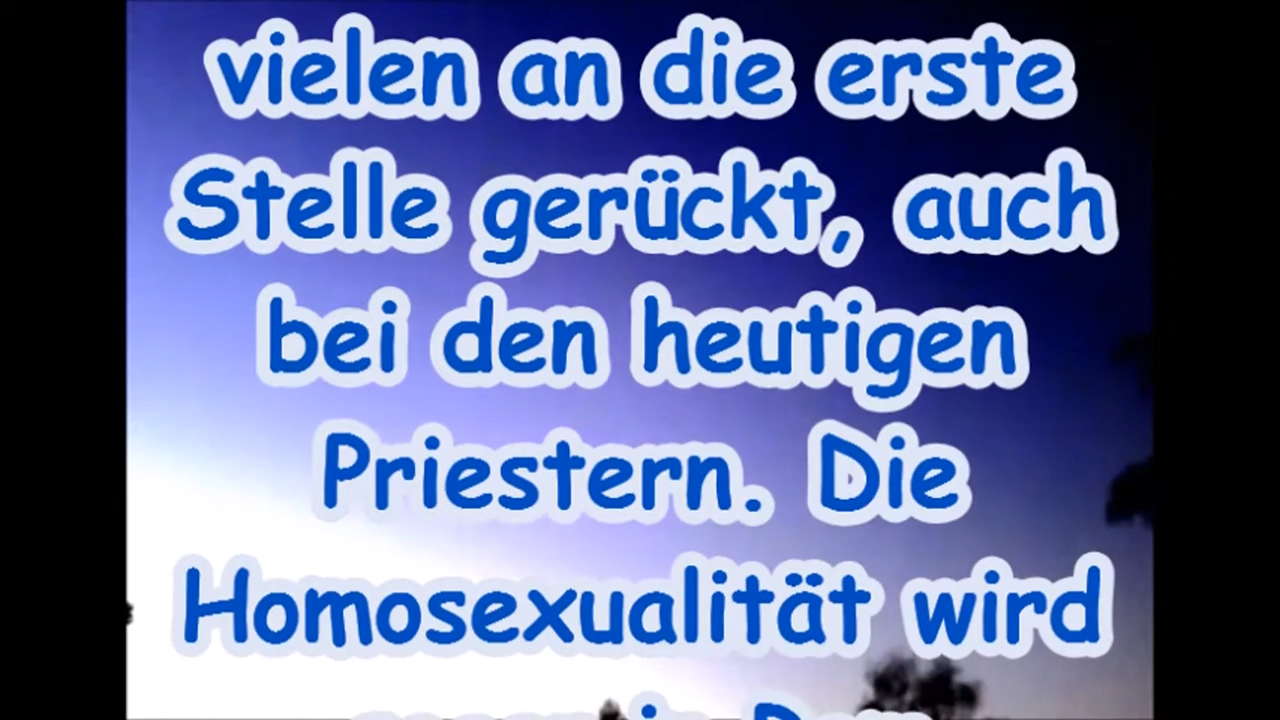 vielen an die erste
Stelle gerückt, auch
bei den heutigen
Priestern. Die
Homosexualität wird